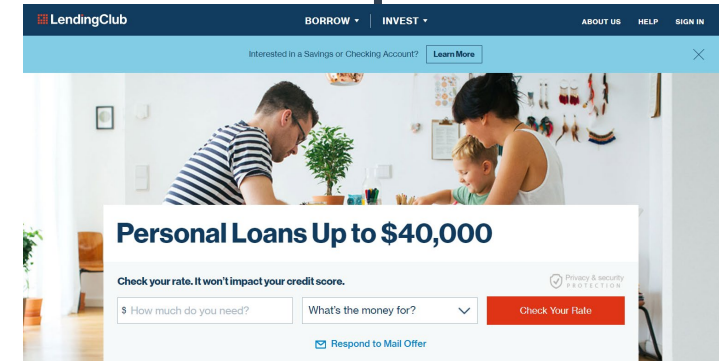 LendingClub
BORROW INVEST
ABOUT US HELP SIGN IN
Interested in a Savings or Checking Account? Learn More
Personal Loans Up to $40,000
Check your rate. It won't impact your credit score.
Privacy & security
PROTECTION
$ How much do you need? What's the money for? Check Your Rate
Respond to Mail Offer